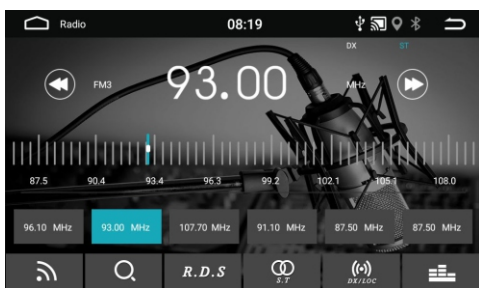 Radio 08:19
DX ST
FM3 93.00 MHz
87.5 90.4 93.4 96.3 99.2 102.1 105.1 108.0
96.10 MHz 93.00 MHz 107.70 MHz 91.10 MHz 87.50 MHz 87.50 MHz
R.D.S S.T DX/LOC